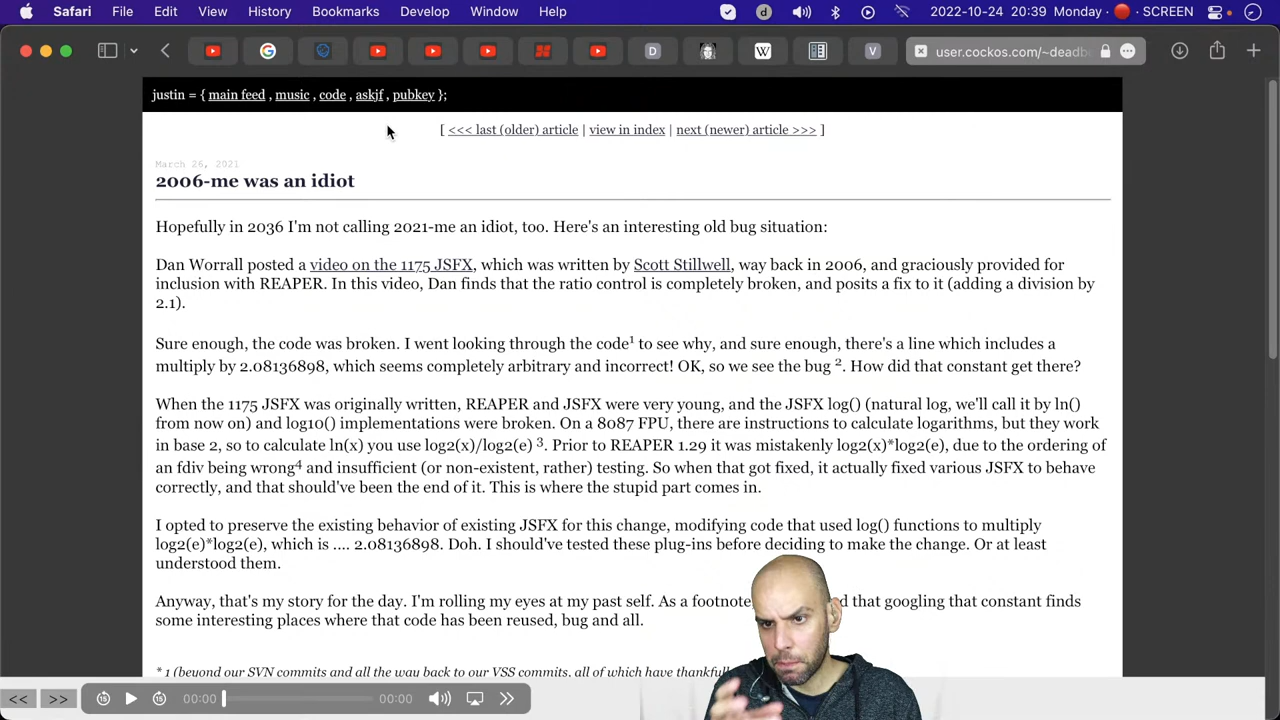 Safari File Edit View History Bookmarks Develop Window Help d 2022-10-24 20:39 Monday SCREEN
G D W V user.cockos.com/~deadb
justin = { main feed , music , code , askjf , pubkey };
[ <<< last (older) article | view in index | next (newer) article >>> ]
March 26, 2021
2006-me was an idiot
Hopefully in 2036 I'm not calling 2021-me an idiot, too. Here's an interesting old bug situation:
Dan Worrall posted a video on the 1175 JSFX, which was written by Scott Stillwell, way back in 2006, and graciously provided for
inclusion with REAPER. In this video, Dan finds that the ratio control is completely broken, and posits a fix to it (adding a division by
2.1).
Sure enough, the code was broken. I went looking through the code1 to see why, and sure enough, there's a line which includes a
multiply by 2.08136898, which seems completely arbitrary and incorrect! OK, so we see the bug 2. How did that constant get there?
When the 1175 JSFX was originally written, REAPER and JSFX were very young, and the JSFX log() (natural log, we'll call it by ln()
from now on) and log10() implementations were broken. On a 8087 FPU, there are instructions to calculate logarithms, but they work
in base 2, so to calculate ln(x) you use log2(x)/log2(e) 3. Prior to REAPER 1.29 it was mistakenly log2(x)*log2(e), due to the ordering of
an fdiv being wrong4 and insufficient (or non-existent, rather) testing. So when that got fixed, it actually fixed various JSFX to behave
correctly, and that should've been the end of it. This is where the stupid part comes in.
I opted to preserve the existing behavior of existing JSFX for this change, modifying code that used log() functions to multiply
log2(e)*log2(e), which is .... 2.08136898. Doh. I should've tested these plug-ins before deciding to make the change. Or at least
understood them.
Anyway, that's my story for the day. I'm rolling my eyes at my past self. As a footnote d that googling that constant finds
some interesting places where that code has been reused, bug and all.
* 1 (beyond our SVN commits and all the way back to our VSS commits, all of which have
<< >> 15 15 00:00 00:00